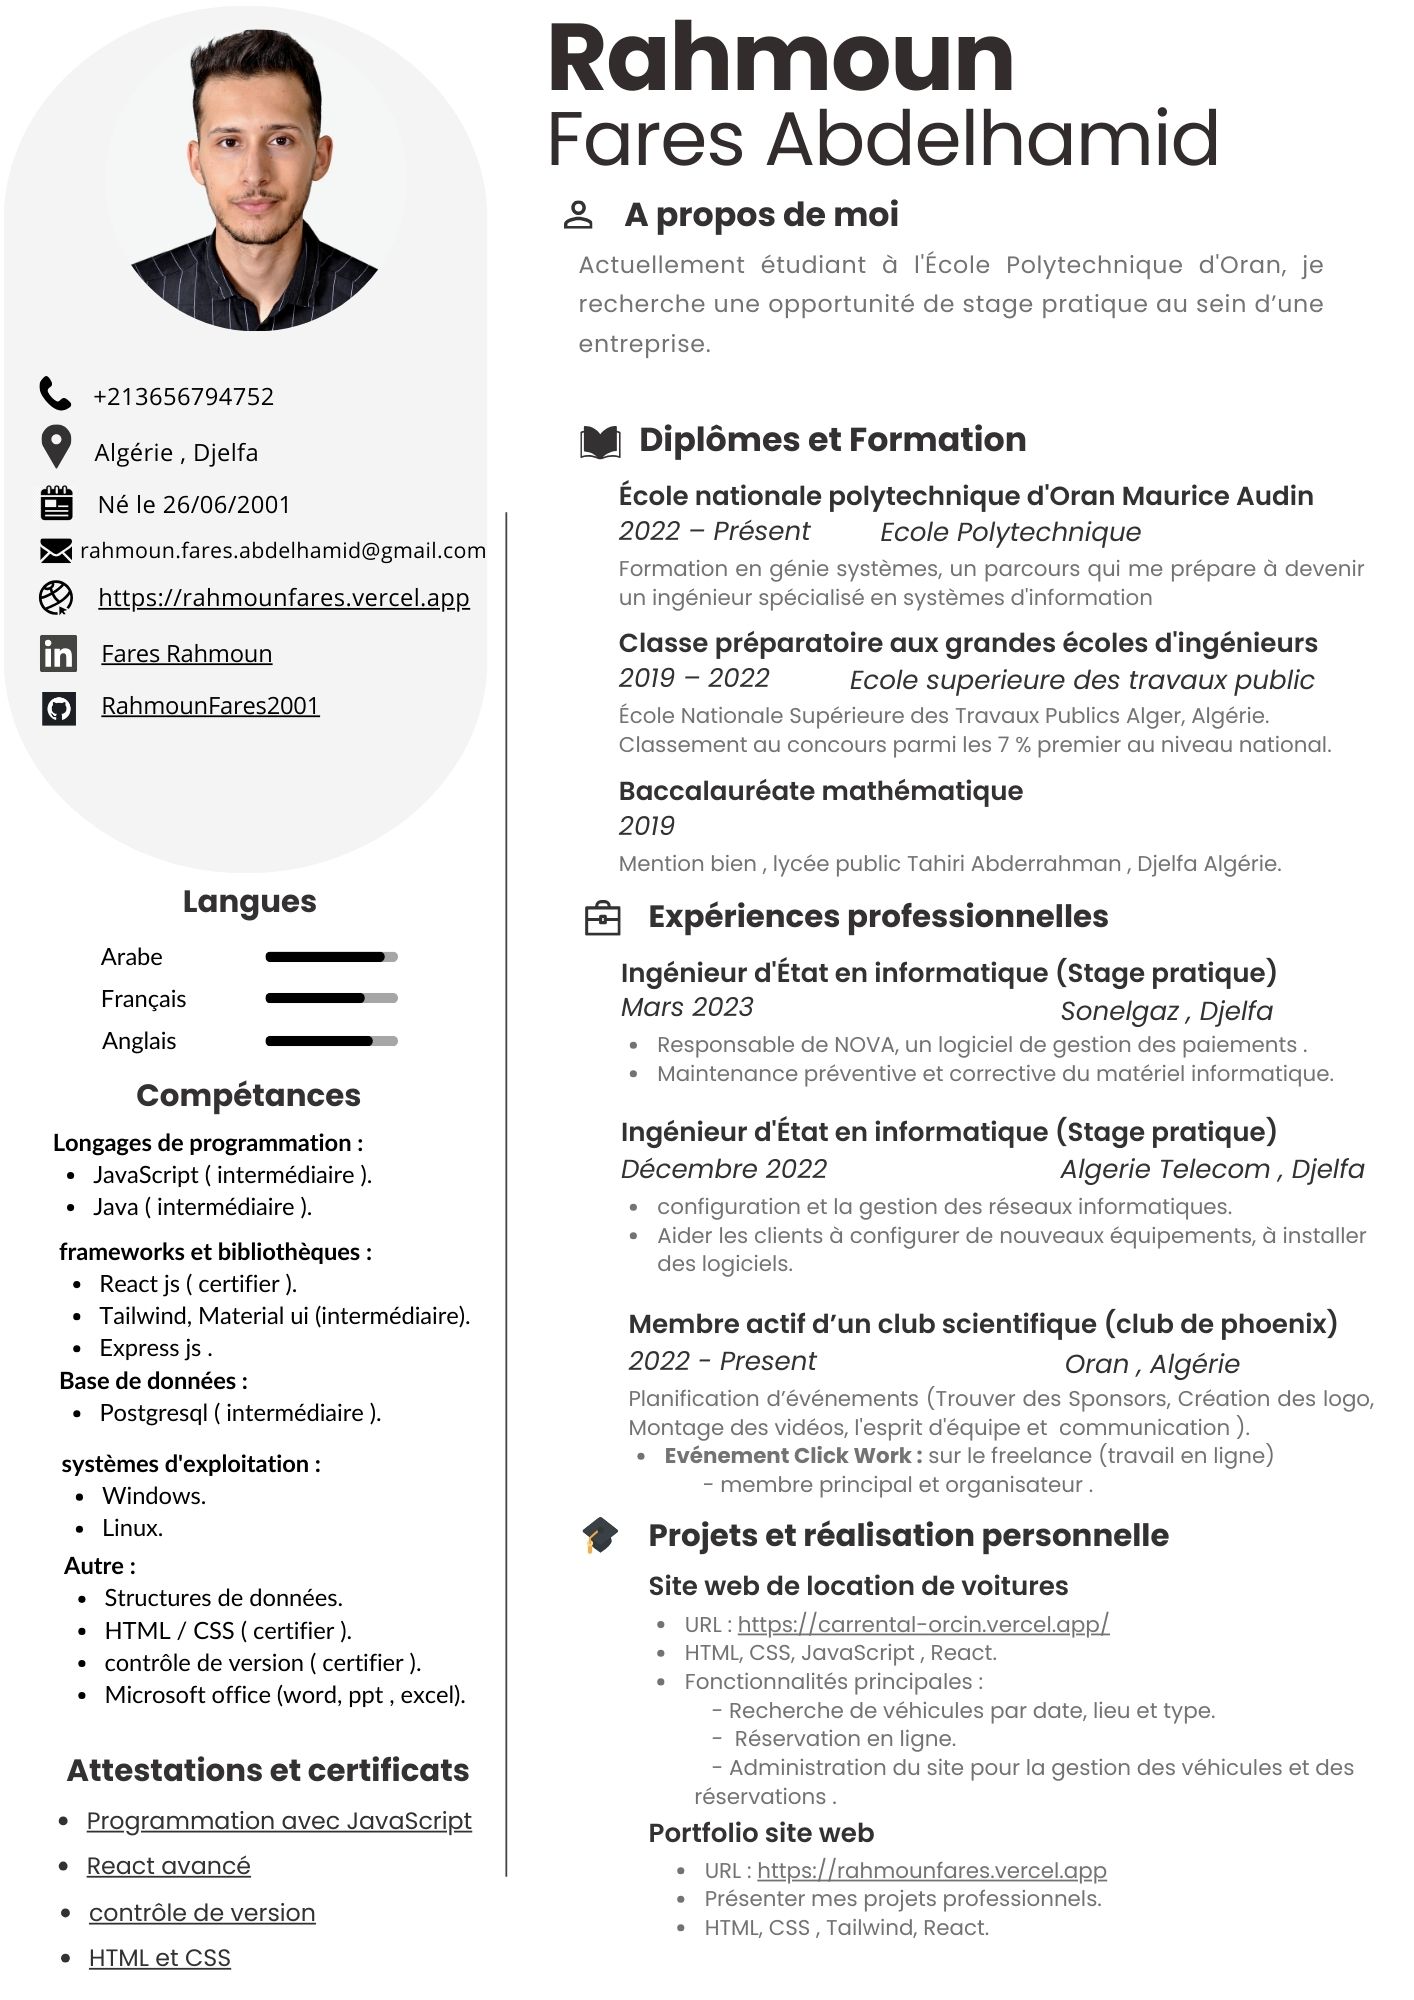 Rahmoun
Fares Abdelhamid
A propos de moi
Actuellement étudiant à l'École Polytechnique d'Oran, je
recherche une opportunité de stage pratique au sein d’une
entreprise.
+213656794752
Algérie , Djelfa
Né le 26/06/2001
rahmoun.fares.abdelhamid@gmail.com
https://rahmounfares.vercel.app
Fares Rahmoun
RahmounFares2001
Langues
Arabe
Français
Anglais
Compétances
Longages de programmation :
• JavaScript ( intermédiaire ).
• Java ( intermédiaire ).
frameworks et bibliothèques :
• React js ( certifier ).
• Tailwind, Material ui (intermédiaire).
• Express js .
Base de données :
• Postgresql ( intermédiaire ).
systèmes d'exploitation :
• Windows.
• Linux.
Autre :
• Structures de données.
• HTML / CSS ( certifier ).
• contrôle de version ( certifier ).
• Microsoft office (word, ppt , excel).
Attestations et certificats
• Programmation avec JavaScript
• React avancé
• contrôle de version
• HTML et CSS
Diplômes et Formation
École nationale polytechnique d'Oran Maurice Audin
2022 – Présent Ecole Polytechnique
Formation en génie systèmes, un parcours qui me prépare à devenir
un ingénieur spécialisé en systèmes d'information
Classe préparatoire aux grandes écoles d'ingénieurs
2019 – 2022 Ecole superieure des travaux public
École Nationale Supérieure des Travaux Publics Alger, Algérie.
Classement au concours parmi les 7 % premier au niveau national.
Baccalauréate mathématique
2019
Mention bien , lycée public Tahiri Abderrahman , Djelfa Algérie.
Expériences professionnelles
Ingénieur d'État en informatique (Stage pratique)
Mars 2023 Sonelgaz , Djelfa
• Responsable de NOVA, un logiciel de gestion des paiements .
• Maintenance préventive et corrective du matériel informatique.
Ingénieur d'État en informatique (Stage pratique)
Décembre 2022 Algerie Telecom , Djelfa
• configuration et la gestion des réseaux informatiques.
• Aider les clients à configurer de nouveaux équipements, à installer
des logiciels.
Membre actif d’un club scientifique (club de phoenix)
2022 - Present Oran , Algérie
Planification d’événements (Trouver des Sponsors, Création des logo,
Montage des vidéos, l'esprit d'équipe et communication ).
• Evénement Click Work : sur le freelance (travail en ligne)
- membre principal et organisateur .
Projets et réalisation personnelle
Site web de location de voitures
• URL : https://carrental-orcin.vercel.app/
• HTML, CSS, JavaScript , React.
• Fonctionnalités principales :
- Recherche de véhicules par date, lieu et type.
- Réservation en ligne.
- Administration du site pour la gestion des véhicules et des
réservations .
Portfolio site web
• URL : https://rahmounfares.vercel.app
• Présenter mes projets professionnels.
• HTML, CSS , Tailwind, React.